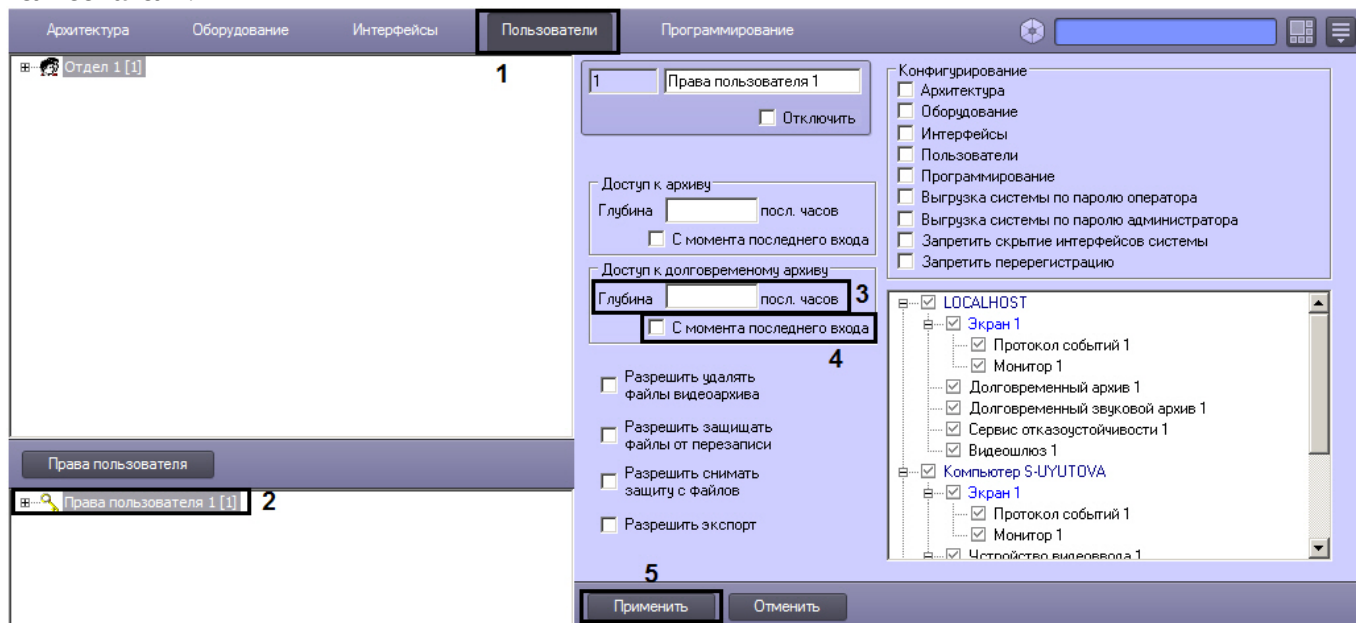 Архитектура
Оборудование
Интерфейсы
Пользователи
Программирование
1
Отдел 1 [1]
Права пользователя
Права пользователя 1 [1]
2
1
Права пользователя 1
Отключить
Доступ к архиву
Глубина
посл. часов
С момента последнего входа
Доступ к долговременому архиву
Глубина
посл. часов
3
С момента последнего входа
4
Разрешить удалять
файлы видеоархива
Разрешить защищать
файлы от перезаписи
Разрешить снимать
защиту с файлов
Разрешить экспорт
Конфигурирование
Архитектура
Оборудование
Интерфейсы
Пользователи
Программирование
Выгрузка системы по паролю оператора
Выгрузка системы по паролю администратора
Запретить скрытие интерфейсов системы
Запретить перерегистрацию
LOCALHOST
Экран 1
Протокол событий 1
Монитор 1
Долговременный архив 1
Долговременный звуковой архив 1
Сервис отказоустойчивости 1
Видеошлюз 1
Компьютер S-UYUTOVA
Экран 1
Протокол событий 1
Монитор 1
Устройство видеоввода 1
5
Применить
Отменить